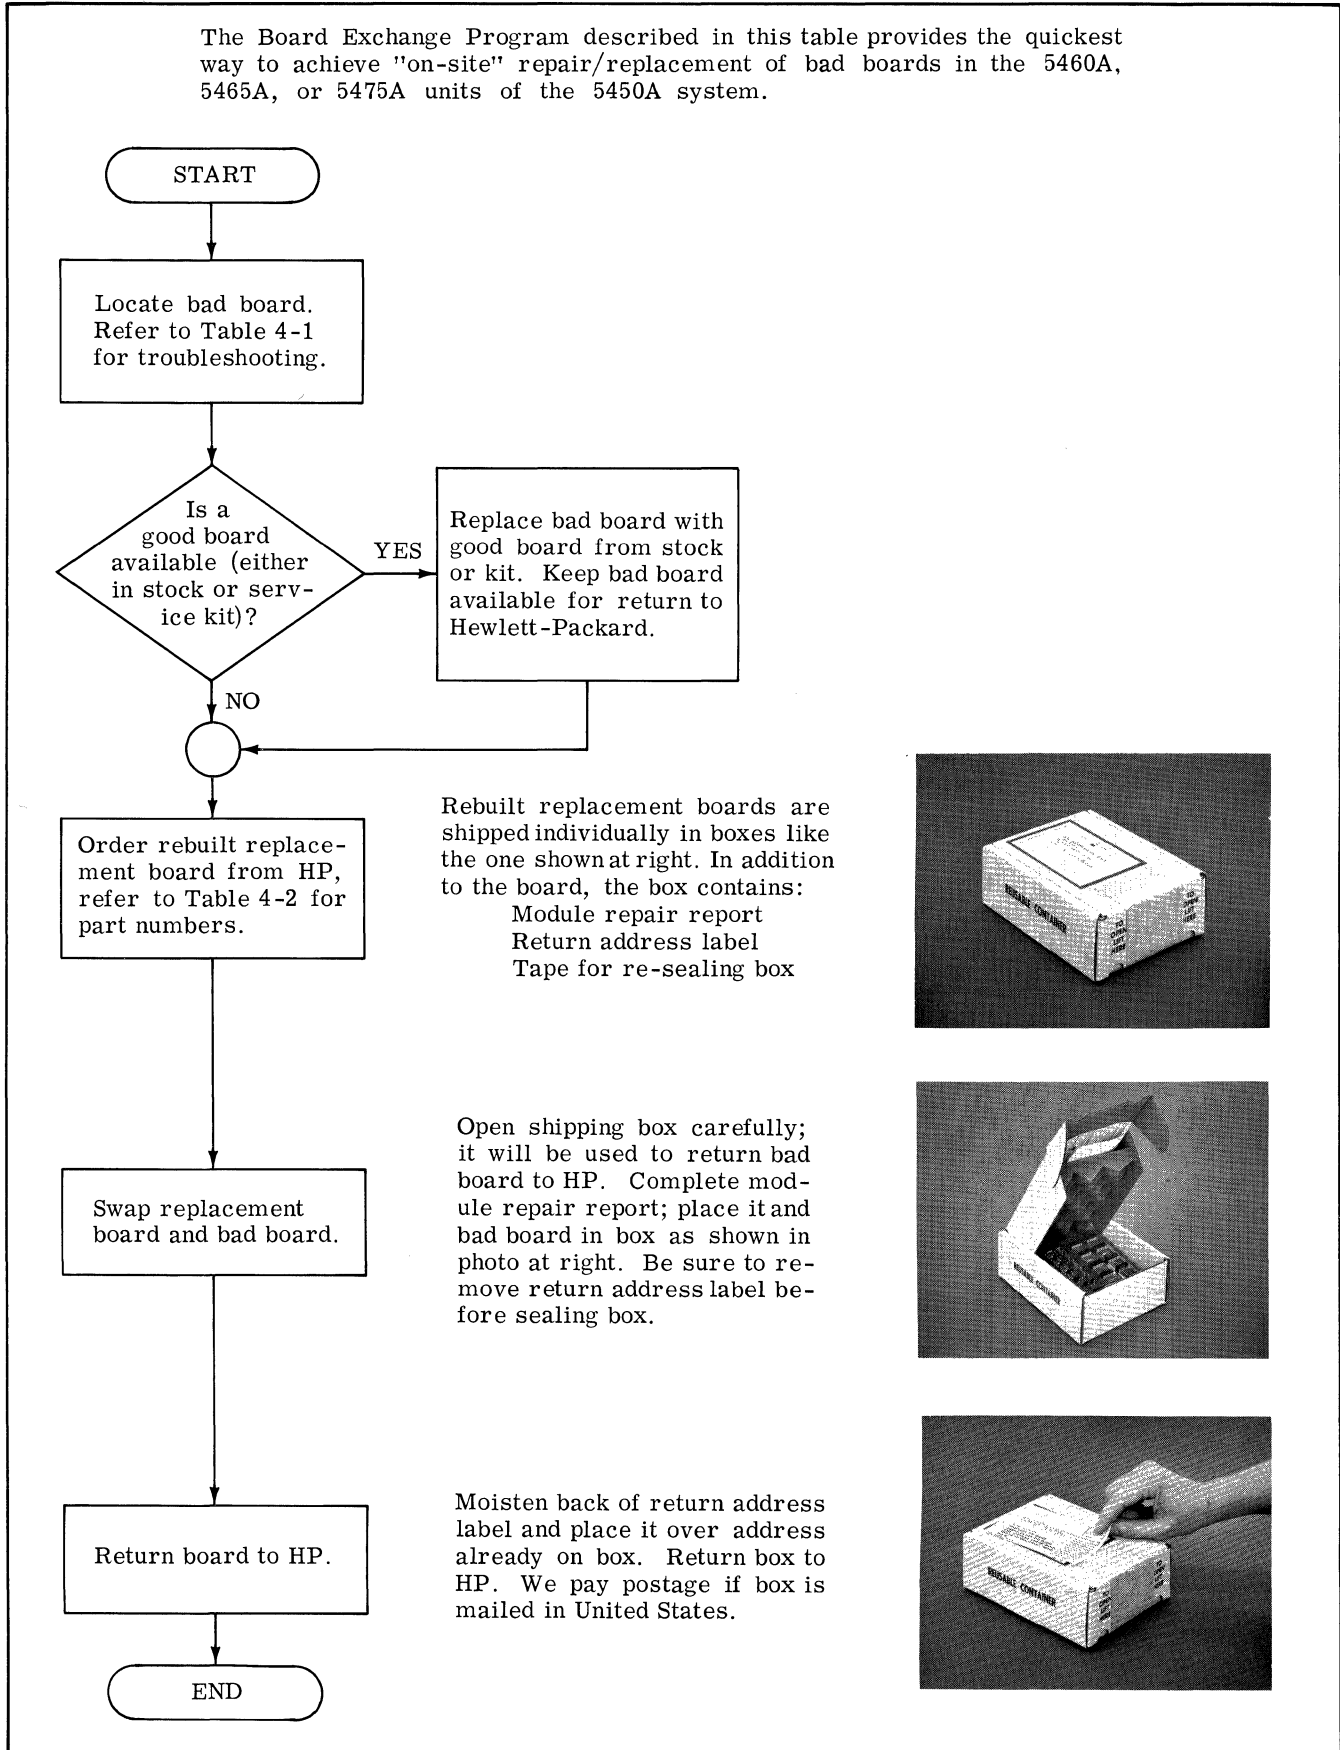 The Board Exchange Program described in this table provides the quickest
way to achieve "on-site" repair/replacement of bad boards in the 5460A,
5465A, or 5475A units of the 5450A system.
START
Locate bad board.
Refer to Table 4-1
for troubleshooting.
Is a
good board
available (either
in stock or serv-
ice kit)?
YES
Replace bad board with
good board from stock
or kit. Keep bad board
available for return to
Hewlett-Packard.
NO
Order rebuilt replace-
ment board from HP,
refer to Table 4-2 for
part numbers.
Rebuilt replacement boards are
shipped individually in boxes like
the one shown at right. In addition
to the board, the box contains:
Module repair report
Return address label
Tape for re-sealing box
REUSABLE CONTAINER
TO
OPEN
LIFT
HERE
Swap replacement
board and bad board.
Open shipping box carefully;
it will be used to return bad
board to HP. Complete mod-
ule repair report; place it and
bad board in box as shown in
photo at right. Be sure to re-
move return address label be-
fore sealing box.
REUSABLE CONTAINER
Return board to HP.
Moisten back of return address
label and place it over address
already on box. Return box to
HP. We pay postage if box is
mailed in United States.
REUSABLE CONTAINER
END